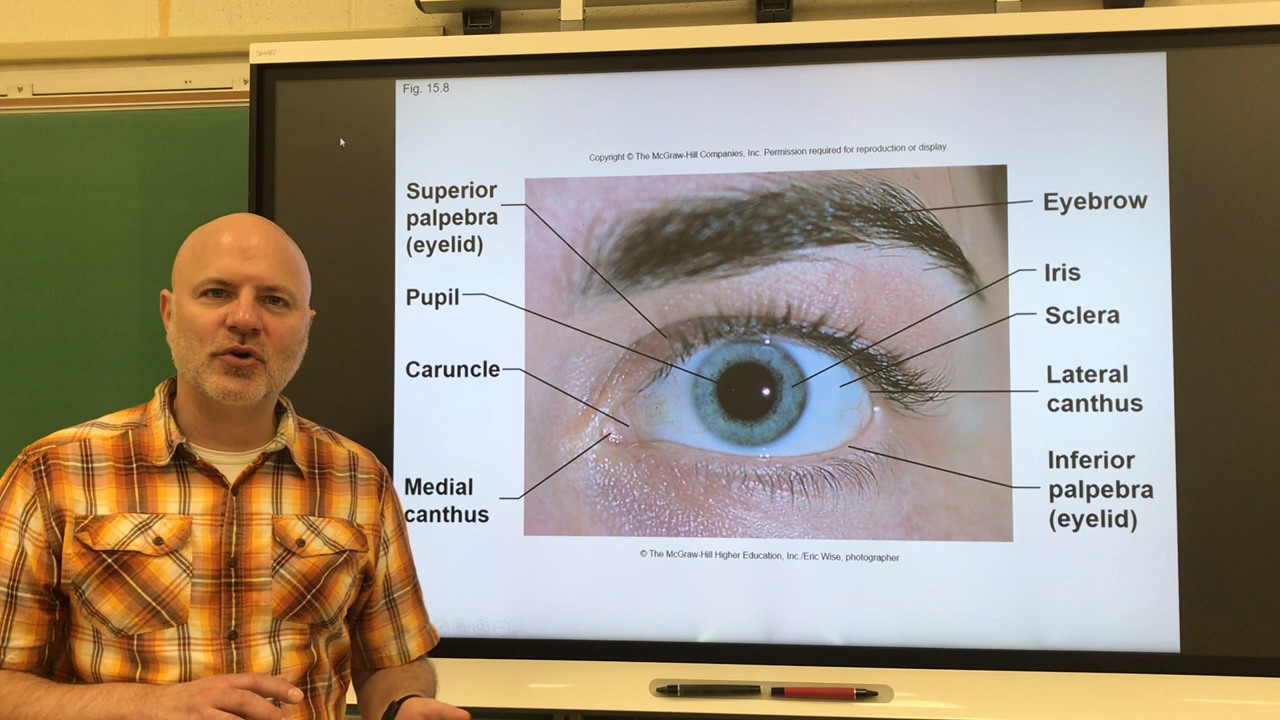 SMART
Fig. 15.8
Copyright © The McGraw-Hill Companies, Inc. Permission required for reproduction or display.
Superior
palpebra
(eyelid)
Pupil
Caruncle
Medial
canthus
Eyebrow
Iris
Sclera
Lateral
canthus
Inferior
palpebra
(eyelid)
© The McGraw-Hill Higher Education, Inc./Eric Wise, photographer